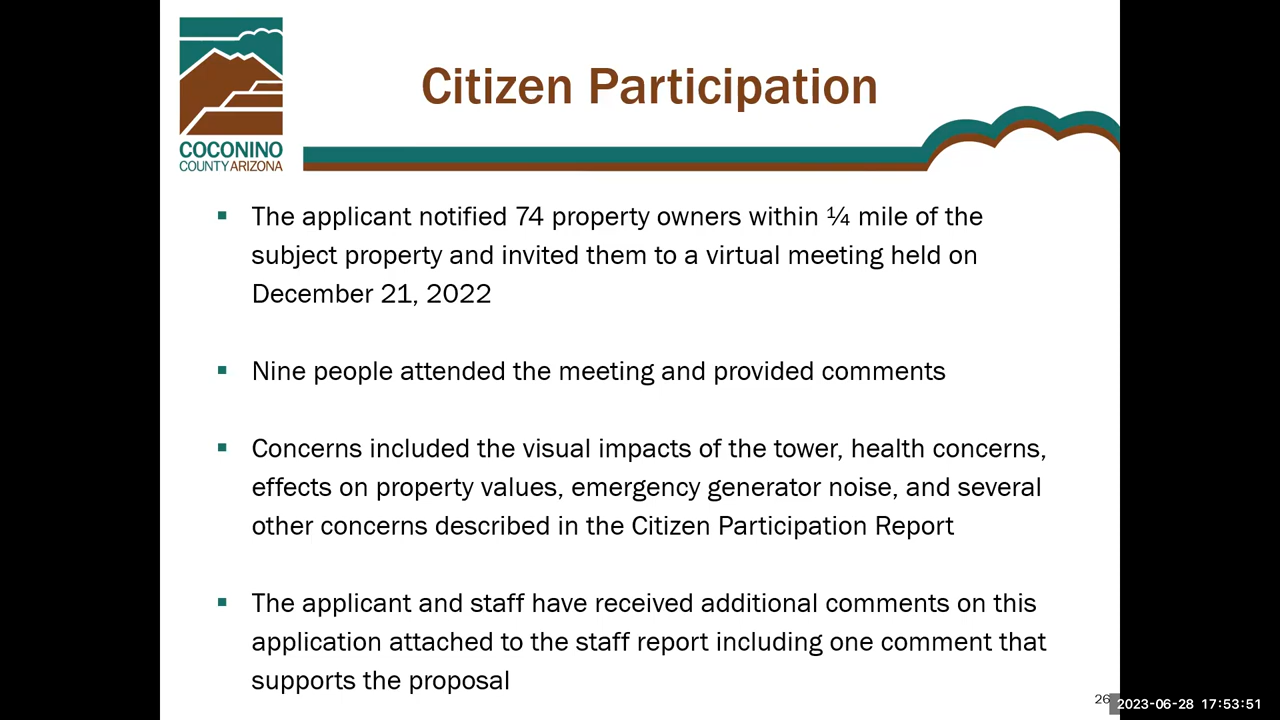 COCONINO
COUNTY ARIZONA
Citizen Participation
▪ The applicant notified 74 property owners within ¼ mile of the
subject property and invited them to a virtual meeting held on
December 21, 2022
▪ Nine people attended the meeting and provided comments
▪ Concerns included the visual impacts of the tower, health concerns,
effects on property values, emergency generator noise, and several
other concerns described in the Citizen Participation Report
▪ The applicant and staff have received additional comments on this
application attached to the staff report including one comment that
supports the proposal
26
2023-06-28 17:53:51